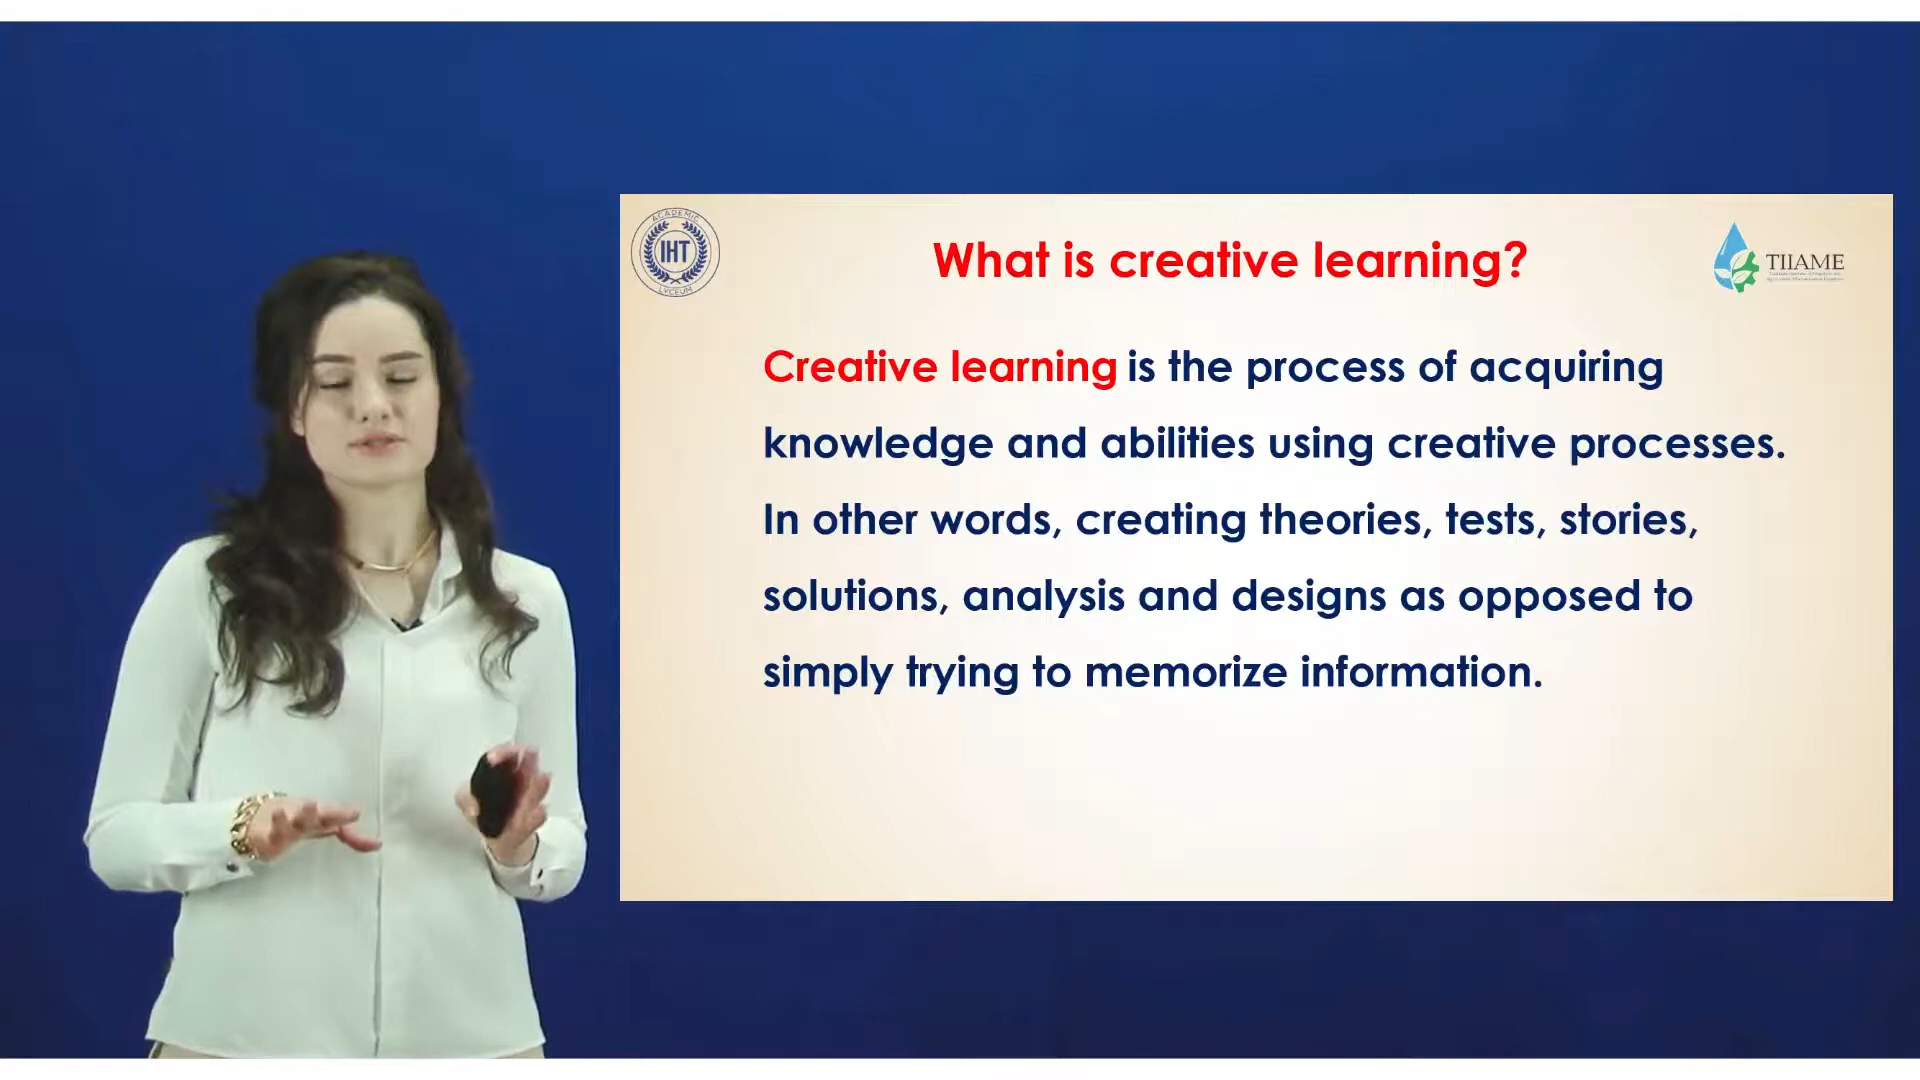 ACADEMIC
IHT
LYCEUM
What is creative learning?
TIIAME
Creative learning is the process of acquiring
knowledge and abilities using creative processes.
In other words, creating theories, tests, stories,
solutions, analysis and designs as opposed to
simply trying to memorize information.